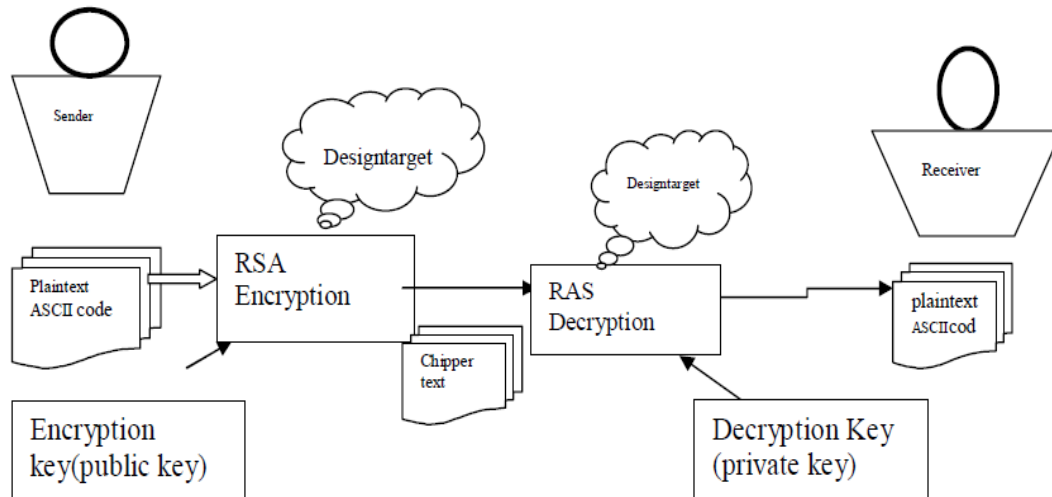 Sender
Designtarget
Designtarget
Receiver
Plaintext
ASCII code
RSA
Encryption
Chipper
text
RAS
Decryption
plaintext
ASCIIcod
Encryption
key(public key)
Decryption Key
(private key)